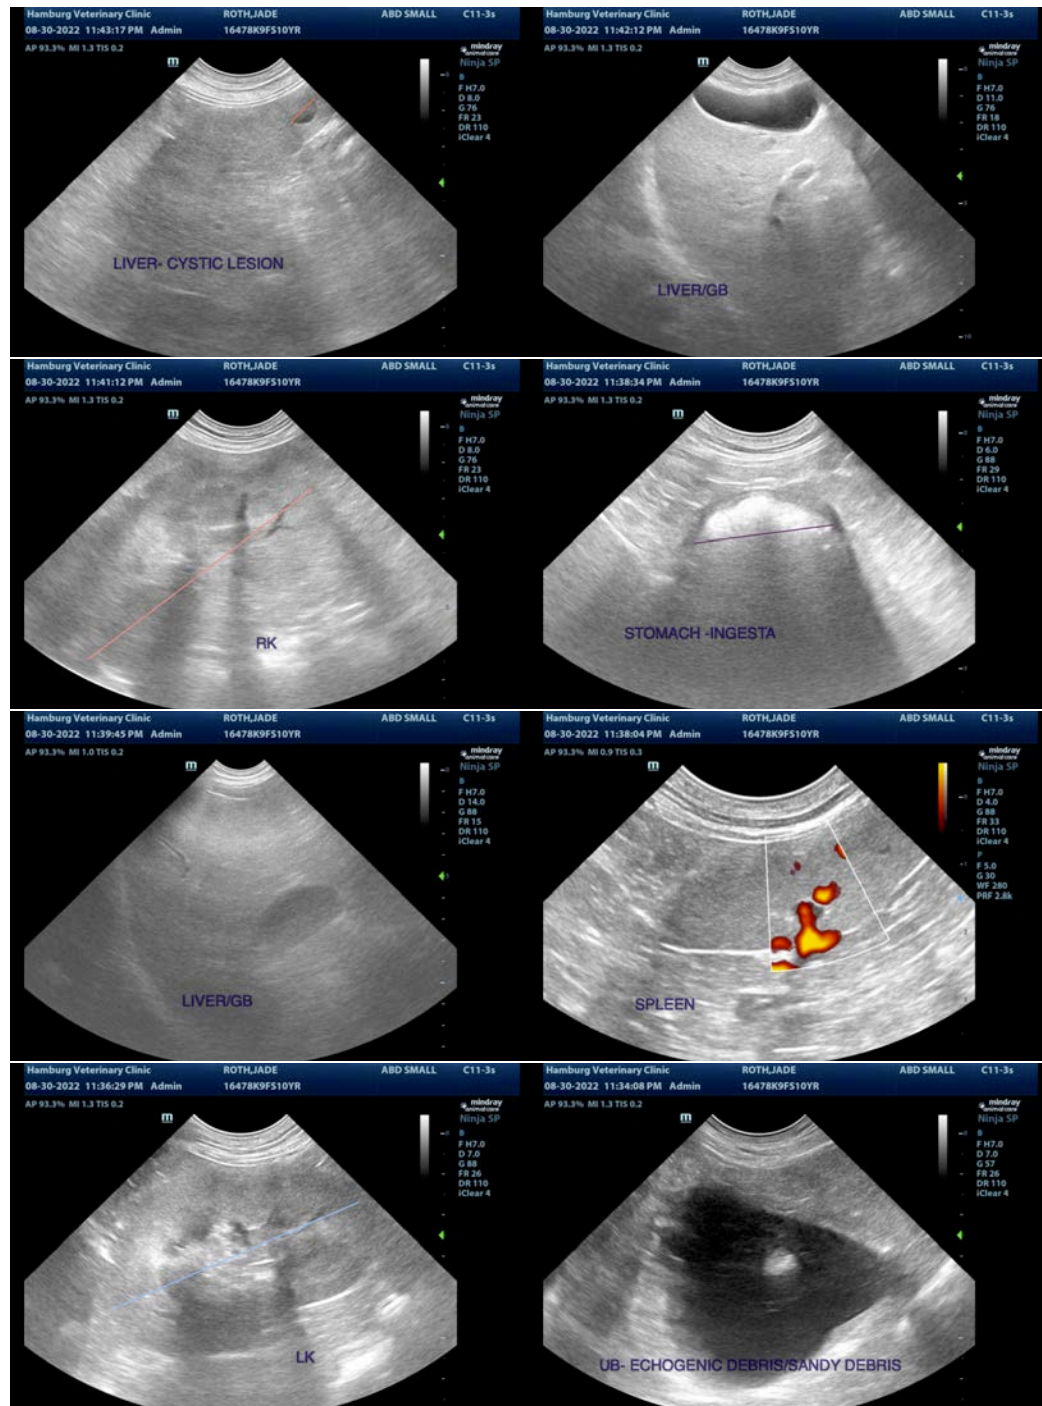 Hamburg Veterinary Clinic ROTH,JADE ABD SMALL C11-3s
08-30-2022 11:43:17 PM Admin 16478K9FS10YR
AP 93.3% MI 1.3 TIS 0.2
mindray
animal care
Ninja SP
B
F H7.0
D 8.0
G 76
FR 23
DR 110
iClear 4
LIVER- CYSTIC LESION
Hamburg Veterinary Clinic ROTH,JADE ABD SMALL C11-3s
08-30-2022 11:42:12 PM Admin 16478K9FS10YR
AP 93.3% MI 1.3 TIS 0.2
mindray
animal care
Ninja SP
B
F H7.0
D 11.0
G 76
FR 18
DR 110
iClear 4
LIVER/GB
Hamburg Veterinary Clinic ROTH,JADE ABD SMALL C11-3s
08-30-2022 11:41:12 PM Admin 16478K9FS10YR
AP 93.3% MI 1.3 TIS 0.2
mindray
animal care
Ninja SP
B
F H7.0
D 8.0
G 76
FR 23
DR 110
iClear 4
RK
Hamburg Veterinary Clinic ROTH,JADE ABD SMALL C11-3s
08-30-2022 11:38:34 PM Admin 16478K9FS10YR
AP 93.3% MI 1.3 TIS 0.2
mindray
animal care
Ninja SP
B
F H7.0
D 6.0
G 88
FR 29
DR 110
iClear 4
STOMACH -INGESTA
Hamburg Veterinary Clinic ROTH,JADE ABD SMALL C11-3s
08-30-2022 11:39:45 PM Admin 16478K9FS10YR
AP 93.3% MI 1.0 TIS 0.2
mindray
animal care
Ninja SP
B
F H7.0
D 14.0
G 88
FR 15
DR 110
iClear 4
LIVER/GB
Hamburg Veterinary Clinic ROTH,JADE ABD SMALL C11-3s
08-30-2022 11:38:04 PM Admin 16478K9FS10YR
AP 93.3% MI 0.9 TIS 0.3
mindray
animal care
Ninja SP
B
F H7.0
D 4.0
G 88
FR 33
DR 110
iClear 4
P
F 5.0
G 30
WF 280
PRF 2.8k
SPLEEN
Hamburg Veterinary Clinic ROTH,JADE ABD SMALL C11-3s
08-30-2022 11:36:29 PM Admin 16478K9FS10YR
AP 93.3% MI 1.3 TIS 0.2
mindray
animal care
Ninja SP
B
F H7.0
D 7.0
G 88
FR 26
DR 110
iClear 4
LK
Hamburg Veterinary Clinic ROTH,JADE ABD SMALL C11-3s
08-30-2022 11:34:08 PM Admin 16478K9FS10YR
AP 93.3% MI 1.3 TIS 0.2
mindray
animal care
Ninja SP
B
F H7.0
D 7.0
G 57
FR 26
DR 110
iClear 4
UB- ECHOGENIC DEBRIS/SANDY DEBRIS